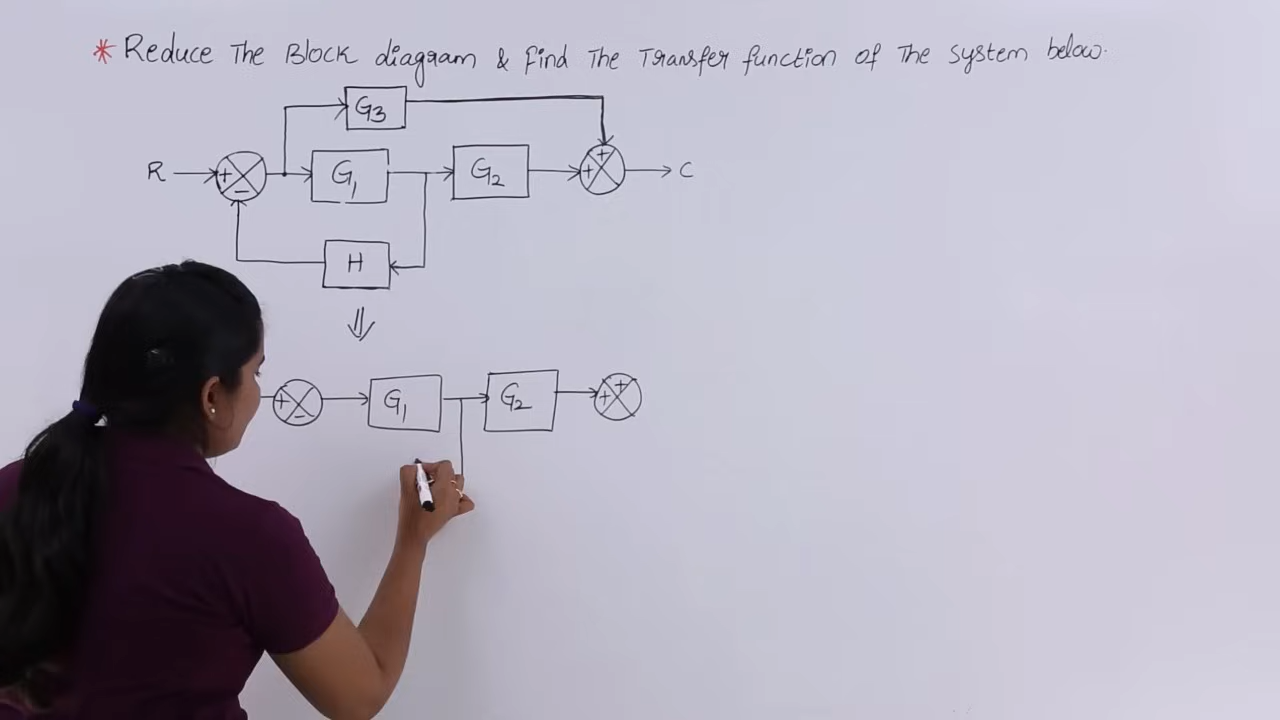 * Reduce The Block diagram & find The Transfer function of The system below.
G3
+
R + G1 G2 + C
-
H
⇓
+
+ G1 G2 +
-